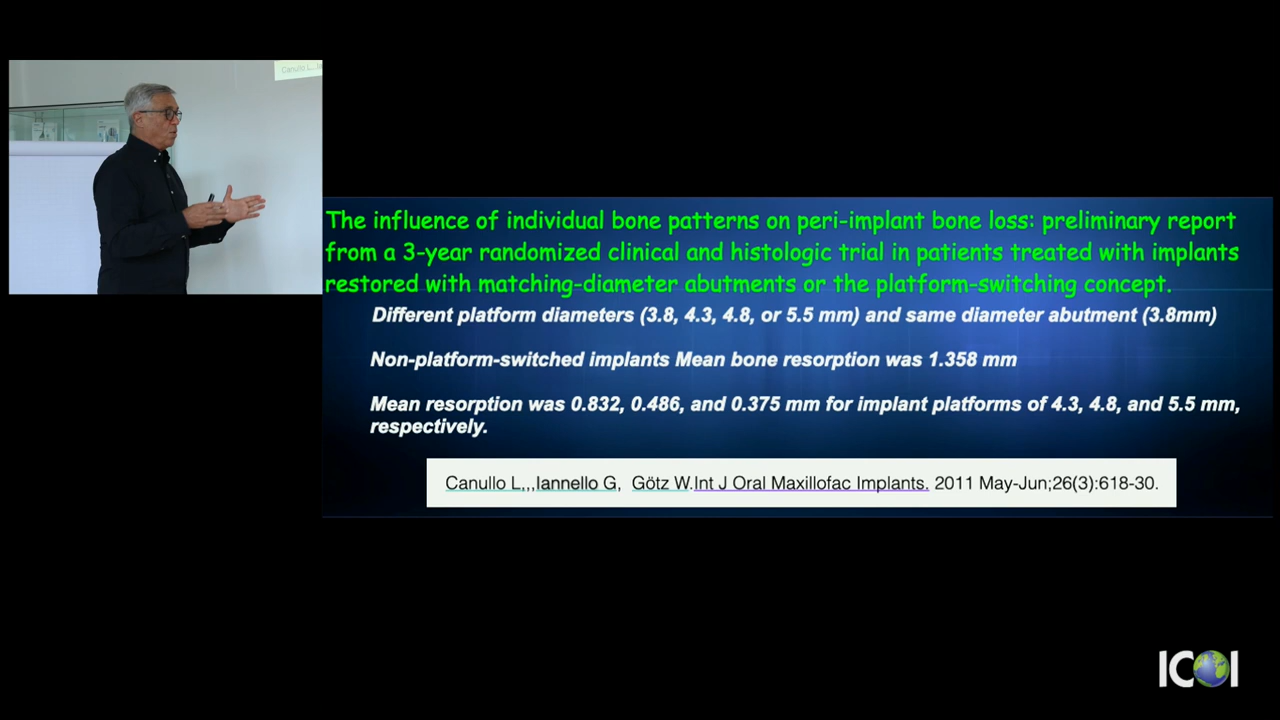 Canullo L.,
The influence of individual bone patterns on peri-implant bone loss: preliminary report
from a 3-year randomized clinical and histologic trial in patients treated with implants
restored with matching-diameter abutments or the platform-switching concept.
Different platform diameters (3.8, 4.3, 4.8, or 5.5 mm) and same diameter abutment (3.8mm)
Non-platform-switched implants Mean bone resorption was 1.358 mm
Mean resorption was 0.832, 0.486, and 0.375 mm for implant platforms of 4.3, 4.8, and 5.5 mm,
respectively.
Canullo L,,,Iannello G, Götz W.Int J Oral Maxillofac Implants. 2011 May-Jun;26(3):618-30.
ICOI